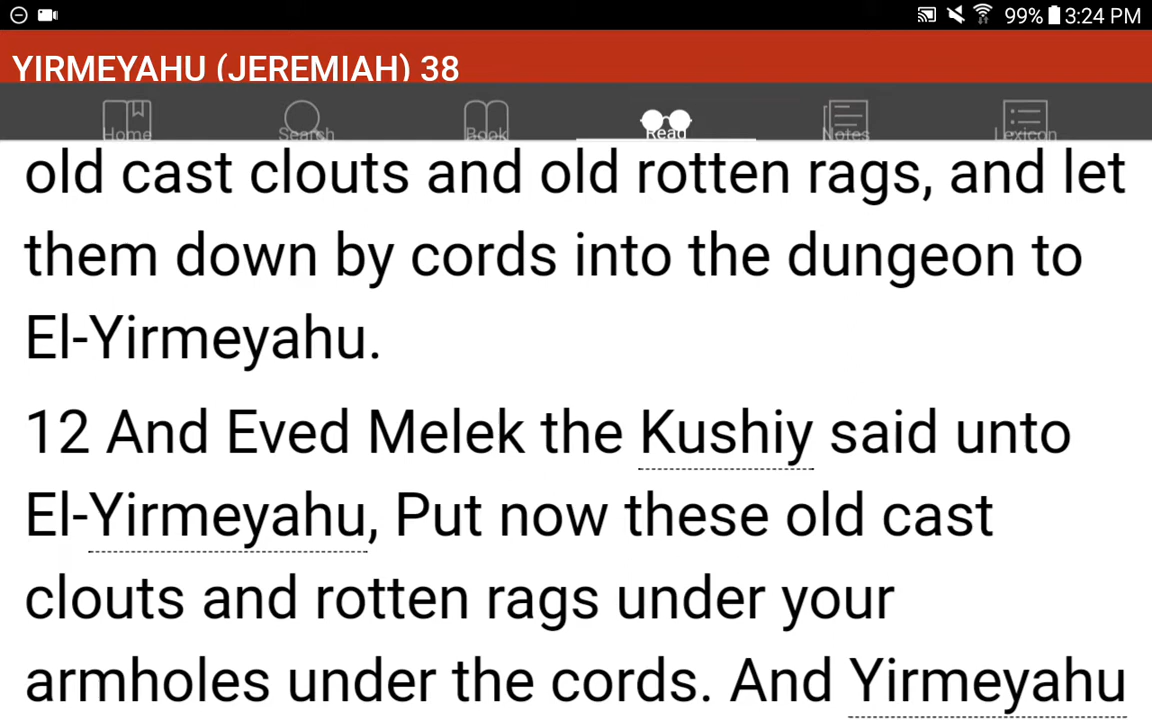 99% 3:24 PM
YIRMEYAHU (JEREMIAH) 38
Home Search Book Read Notes Lexicon
old cast clouts and old rotten rags, and let
them down by cords into the dungeon to
El-Yirmeyahu.
12 And Eved Melek the Kushiy said unto
El-Yirmeyahu, Put now these old cast
clouts and rotten rags under your
armholes under the cords. And Yirmeyahu